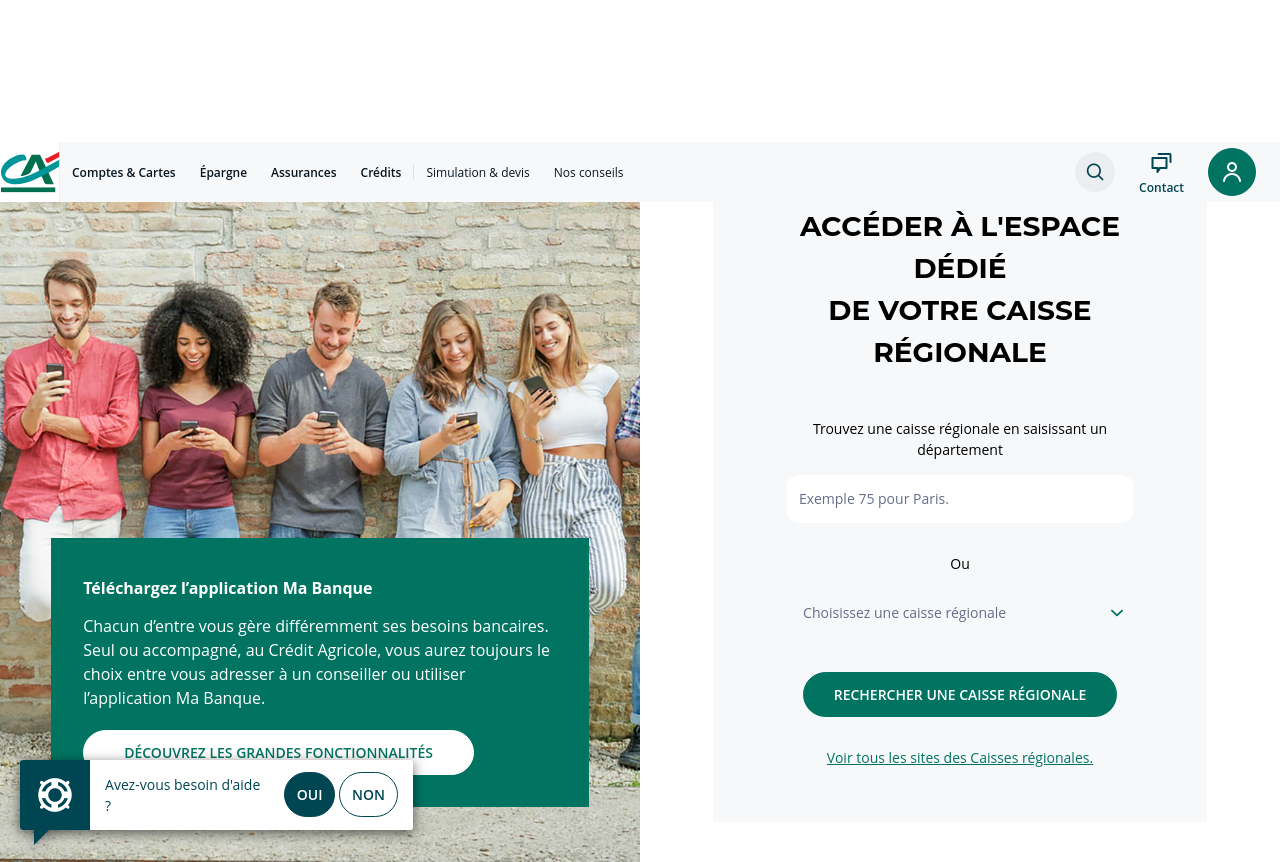 CA
Comptes & Cartes
Épargne
Assurances
Crédits
Simulation & devis
Nos conseils
Contact
ACCÉDER À L'ESPACE
DÉDIÉ
DE VOTRE CAISSE
RÉGIONALE
Trouvez une caisse régionale en saisissant un
département
Exemple 75 pour Paris.
Ou
Choisissez une caisse régionale
RECHERCHER UNE CAISSE RÉGIONALE
Voir tous les sites des Caisses régionales.
Téléchargez l’application Ma Banque
Chacun d’entre vous gère différemment ses besoins bancaires.
Seul ou accompagné, au Crédit Agricole, vous aurez toujours le
choix entre vous adresser à un conseiller ou utiliser
l’application Ma Banque.
DÉCOUVREZ LES GRANDES FONCTIONNALITÉS
Avez-vous besoin d'aide
?
OUI
NON